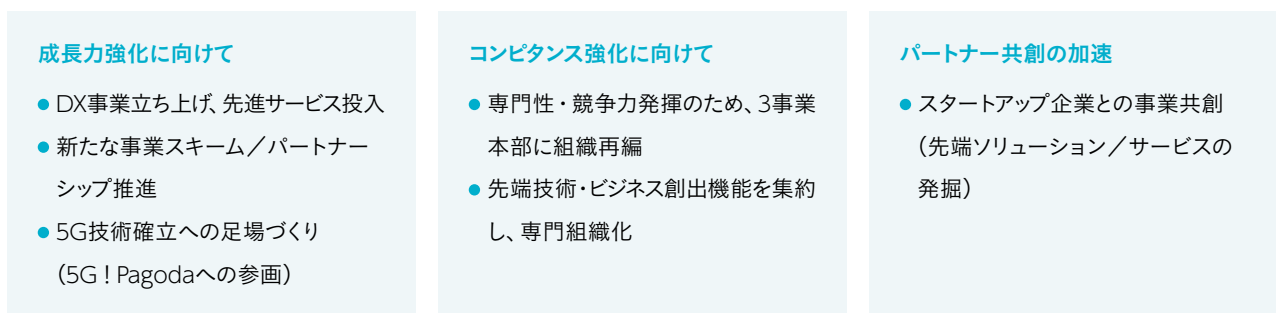 成長力強化に向けて
● DX事業立ち上げ、先進サービス投入
● 新たな事業スキーム／パートナー
シップ推進
● 5G技術確立への足場づくり
（5G！Pagodaへの参画）
コンピタンス強化に向けて
● 専門性・競争力発揮のため、3事業
本部に組織再編
● 先端技術・ビジネス創出機能を集約
し、専門組織化
パートナー共創の加速
● スタートアップ企業との事業共創
（先端ソリューション／サービスの
発掘）